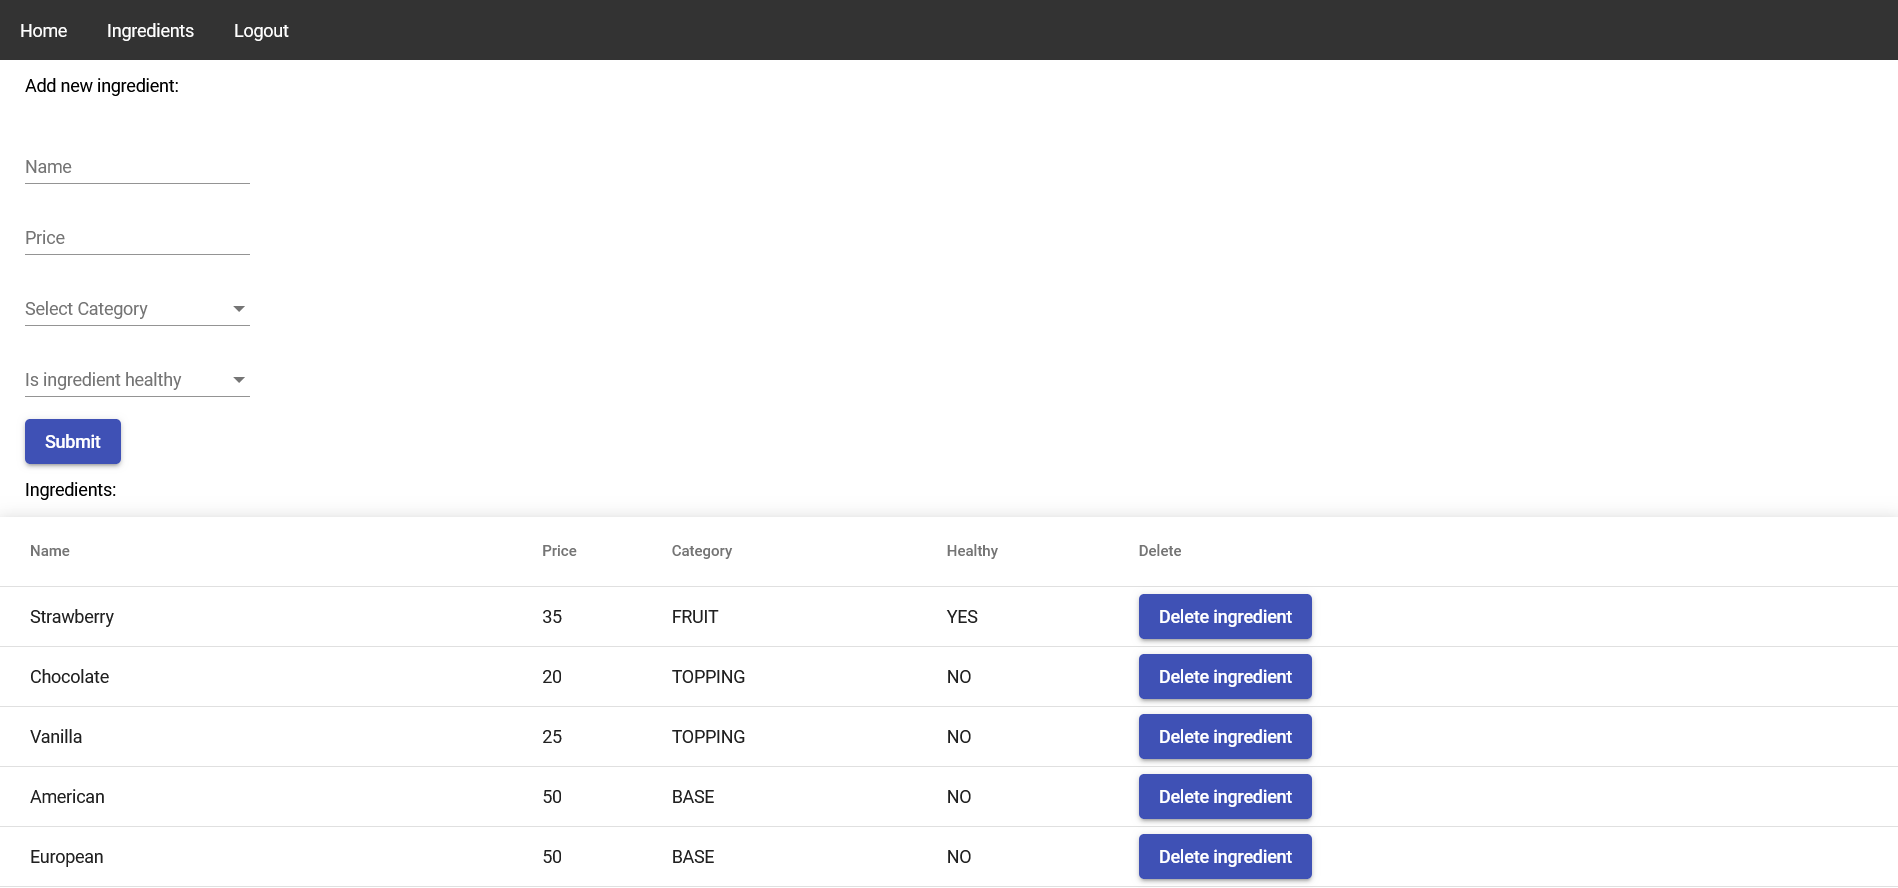 Home Ingredients Logout
Add new ingredient:
Name
Price
Select Category
Is ingredient healthy
Submit
Ingredients:
Name Price Category Healthy Delete
Strawberry 35 FRUIT YES Delete ingredient
Chocolate 20 TOPPING NO Delete ingredient
Vanilla 25 TOPPING NO Delete ingredient
American 50 BASE NO Delete ingredient
European 50 BASE NO Delete ingredient